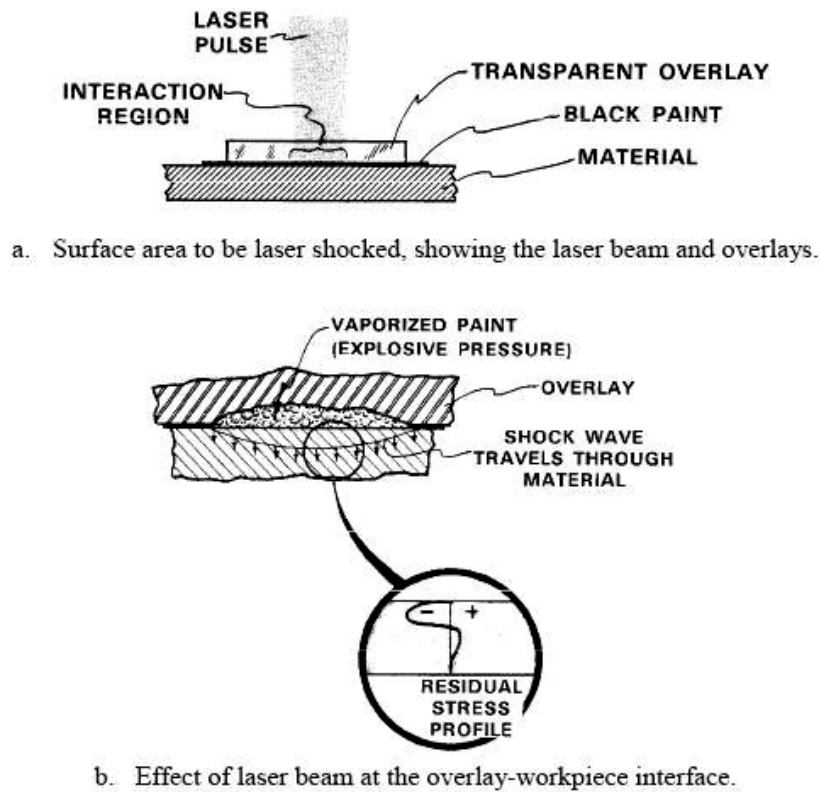 LASER
PULSE
INTERACTION
REGION
TRANSPARENT OVERLAY
BLACK PAINT
MATERIAL
a. Surface area to be laser shocked, showing the laser beam and overlays.
VAPORIZED PAINT
(EXPLOSIVE PRESSURE)
OVERLAY
SHOCK WAVE
TRAVELS THROUGH
MATERIAL
- +
RESIDUAL
STRESS
PROFILE
b. Effect of laser beam at the overlay-workpiece interface.